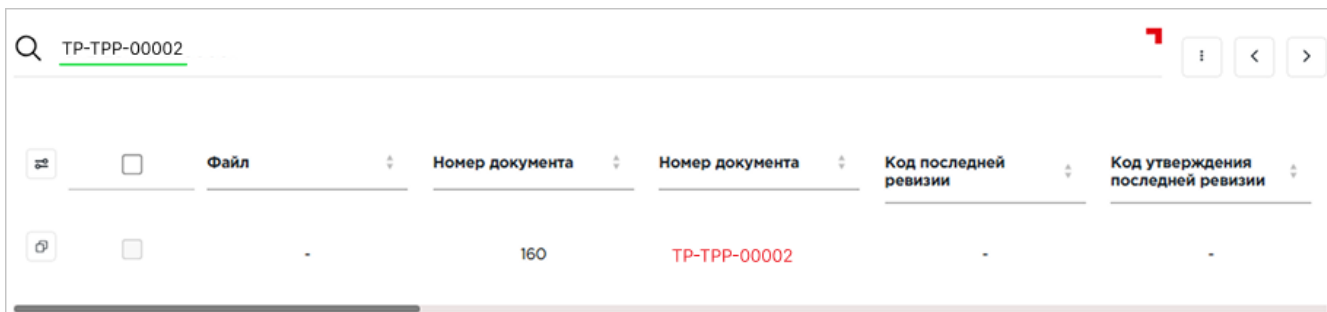 TP-TPP-00002
Файл
Номер документа
Номер документа
Код последней
ревизии
Код утверждения
последней ревизии
-
160
TP-TPP-00002
-
-